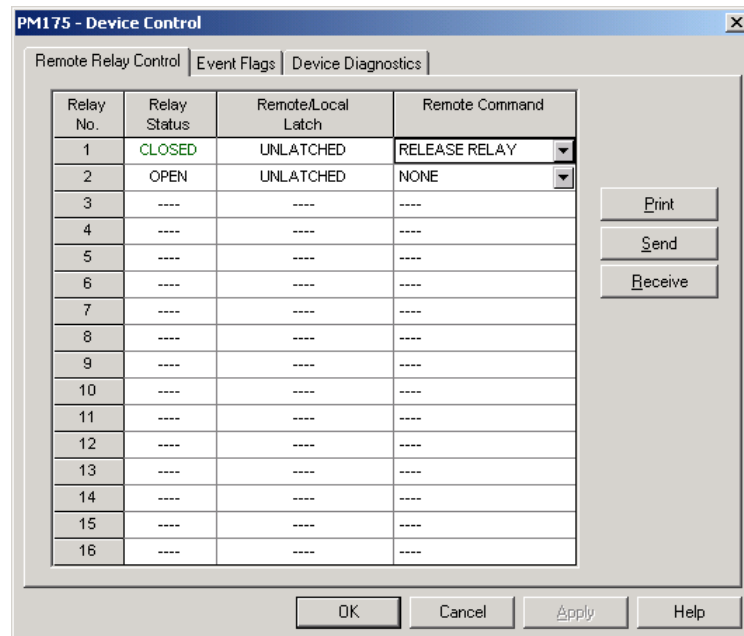 PM175 - Device Control
Remote Relay Control Event Flags Device Diagnostics
Relay No. Relay Status Remote/Local Latch Remote Command
1 CLOSED UNLATCHED RELEASE RELAY
2 OPEN UNLATCHED NONE
3 ---- ---- ----
4 ---- ---- ----
5 ---- ---- ----
6 ---- ---- ----
7 ---- ---- ----
8 ---- ---- ----
9 ---- ---- ----
10 ---- ---- ----
11 ---- ---- ----
12 ---- ---- ----
13 ---- ---- ----
14 ---- ---- ----
15 ---- ---- ----
16 ---- ---- ----
Print
Send
Receive
OK Cancel Apply Help